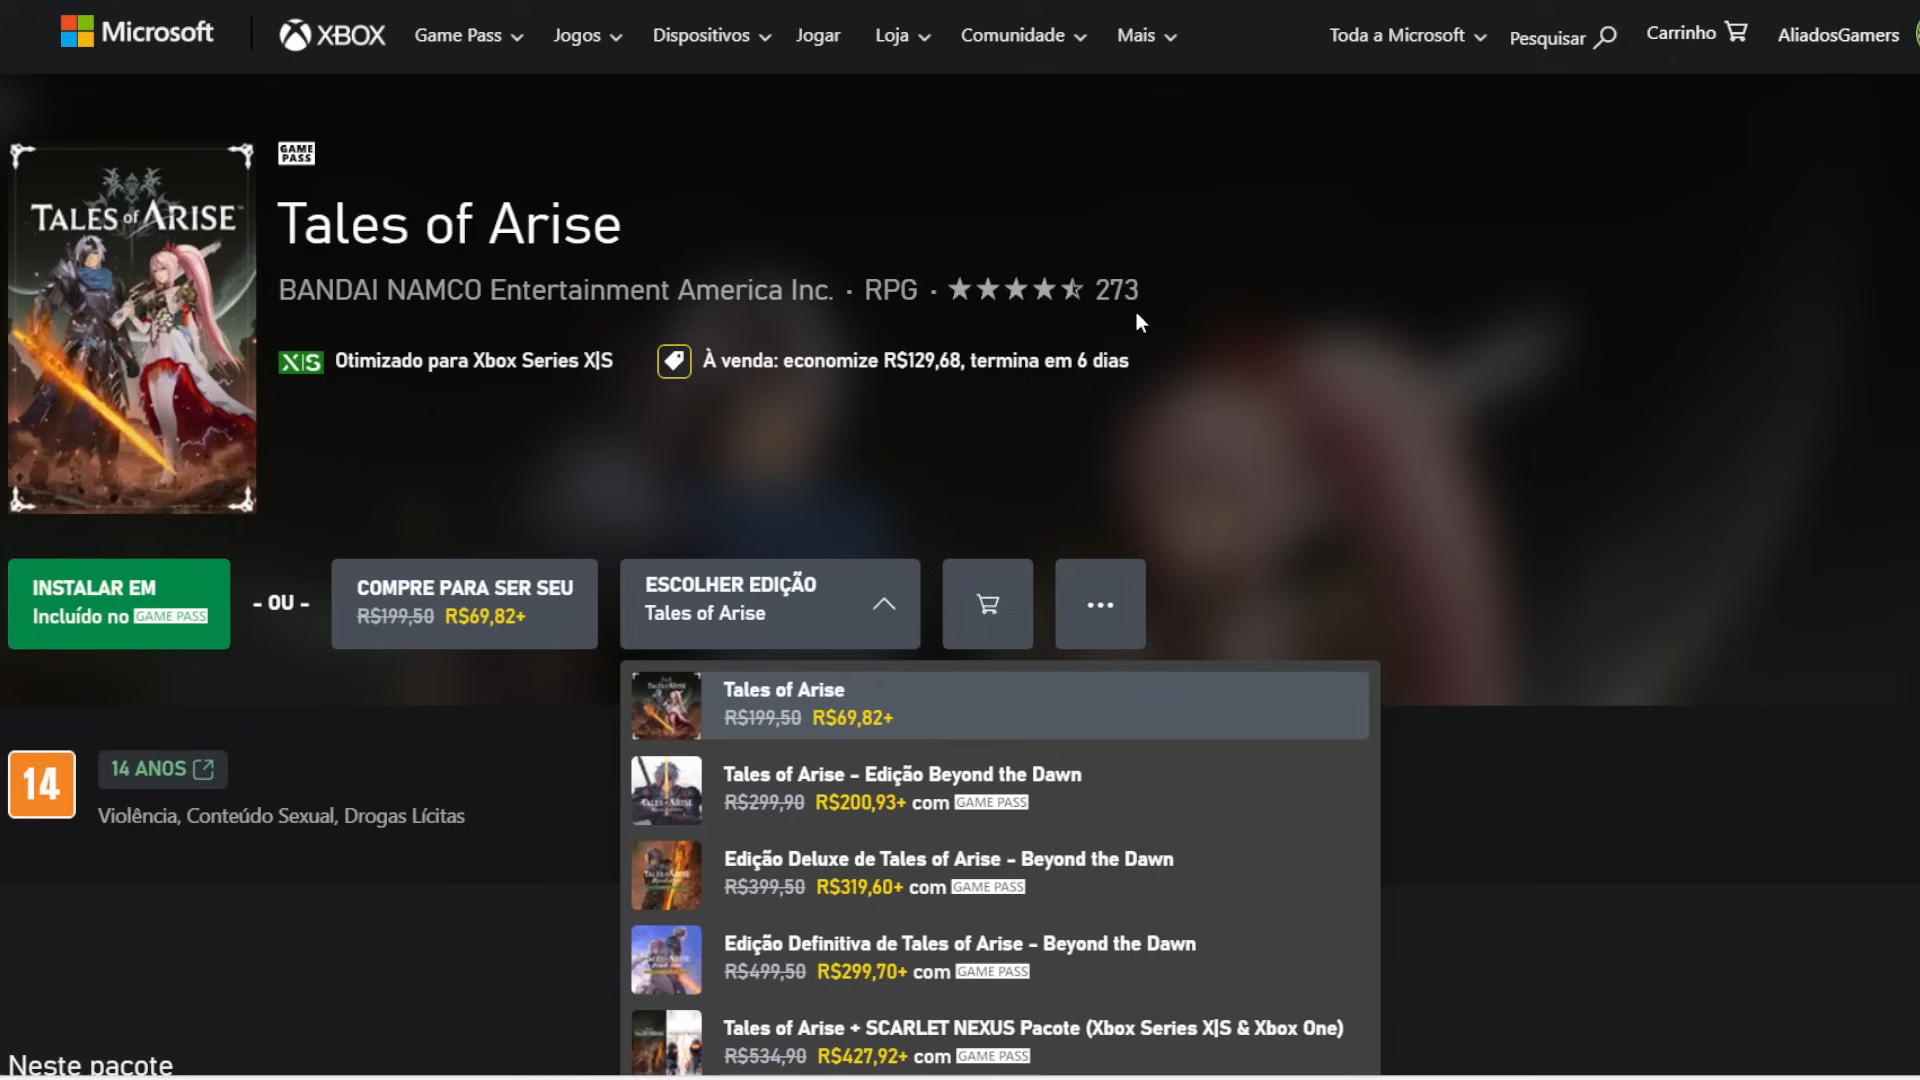 Microsoft
XBOX
Game Pass
Jogos
Dispositivos
Jogar
Loja
Comunidade
Mais
Toda a Microsoft
Pesquisar
Carrinho
AliadosGamers
TALES of ARISE
GAME PASS
Tales of Arise
BANDAI NAMCO Entertainment America Inc. · RPG · ★★★★⯪ 273
X|S Otimizado para Xbox Series X|S
À venda: economize R$129,68, termina em 6 dias
INSTALAR EM
Incluído no GAME PASS
- OU -
COMPRE PARA SER SEU
R$199,50 R$69,82+
ESCOLHER EDIÇÃO
Tales of Arise
Tales of Arise
R$199,50 R$69,82+
Tales of Arise – Edição Beyond the Dawn
R$299,90 R$200,93+ com GAME PASS
Edição Deluxe de Tales of Arise – Beyond the Dawn
R$399,50 R$319,60+ com GAME PASS
Edição Definitiva de Tales of Arise – Beyond the Dawn
R$499,50 R$299,70+ com GAME PASS
Tales of Arise + SCARLET NEXUS Pacote (Xbox Series X|S & Xbox One)
R$534,90 R$427,92+ com GAME PASS
14
14 ANOS
Violência, Conteúdo Sexual, Drogas Lícitas
Neste pacote